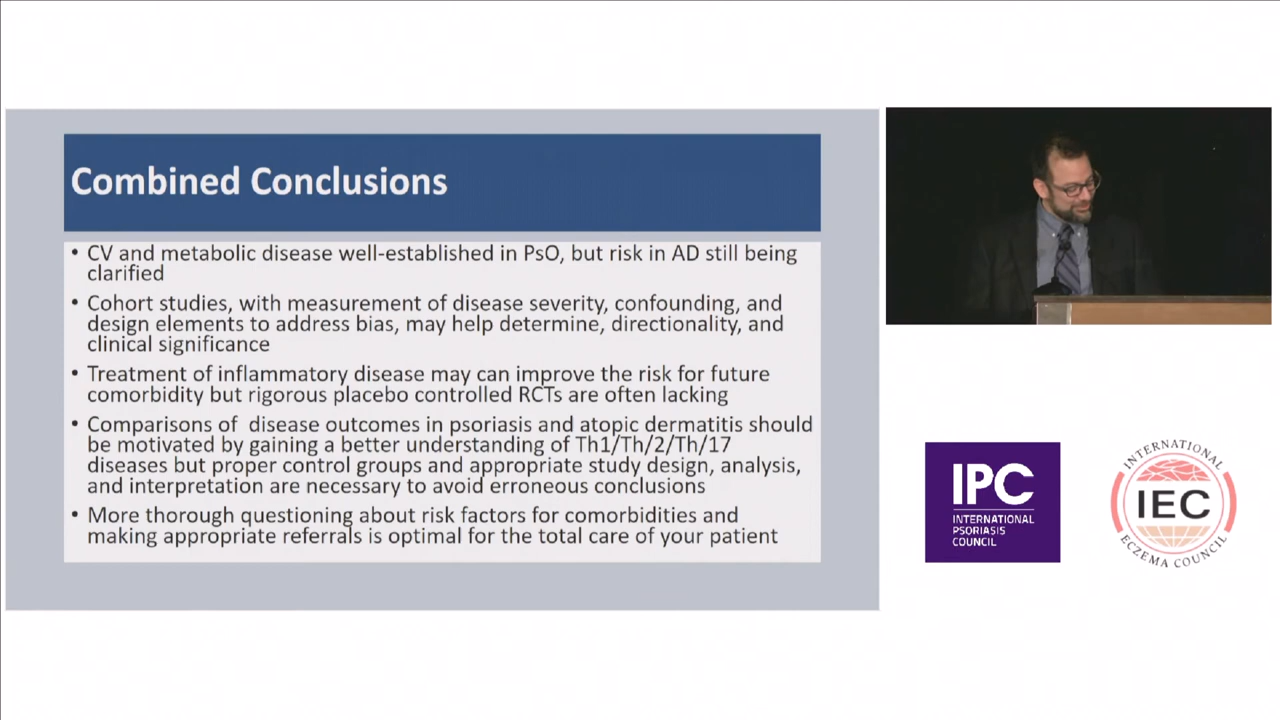 Combined Conclusions
• CV and metabolic disease well-established in PsO, but risk in AD still being
clarified
• Cohort studies, with measurement of disease severity, confounding, and
design elements to address bias, may help determine, directionality, and
clinical significance
• Treatment of inflammatory disease may can improve the risk for future
comorbidity but rigorous placebo controlled RCTs are often lacking
• Comparisons of  disease outcomes in psoriasis and atopic dermatitis should
be motivated by gaining a better understanding of Th1/Th/2/Th/17
diseases but proper control groups and appropriate study design, analysis,
and interpretation are necessary to avoid erroneous conclusions
• More thorough questioning about risk factors for comorbidities and
making appropriate referrals is optimal for the total care of your patient
IPC
INTERNATIONAL
PSORIASIS
COUNCIL
INTERNATIONAL
IEC
ECZEMA COUNCIL